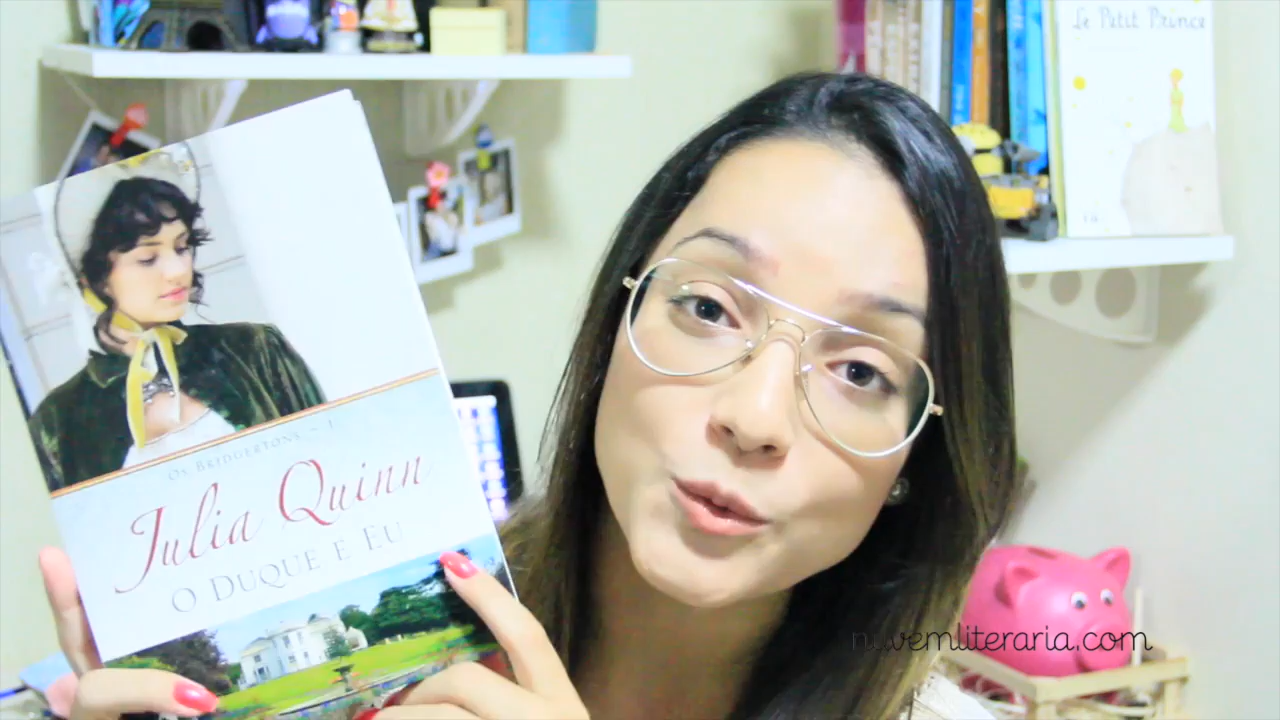 Le Petit Prince
Os Bridgertons ~ 1
Julia Quinn
O Duque e Eu
nuvemliteraria.com